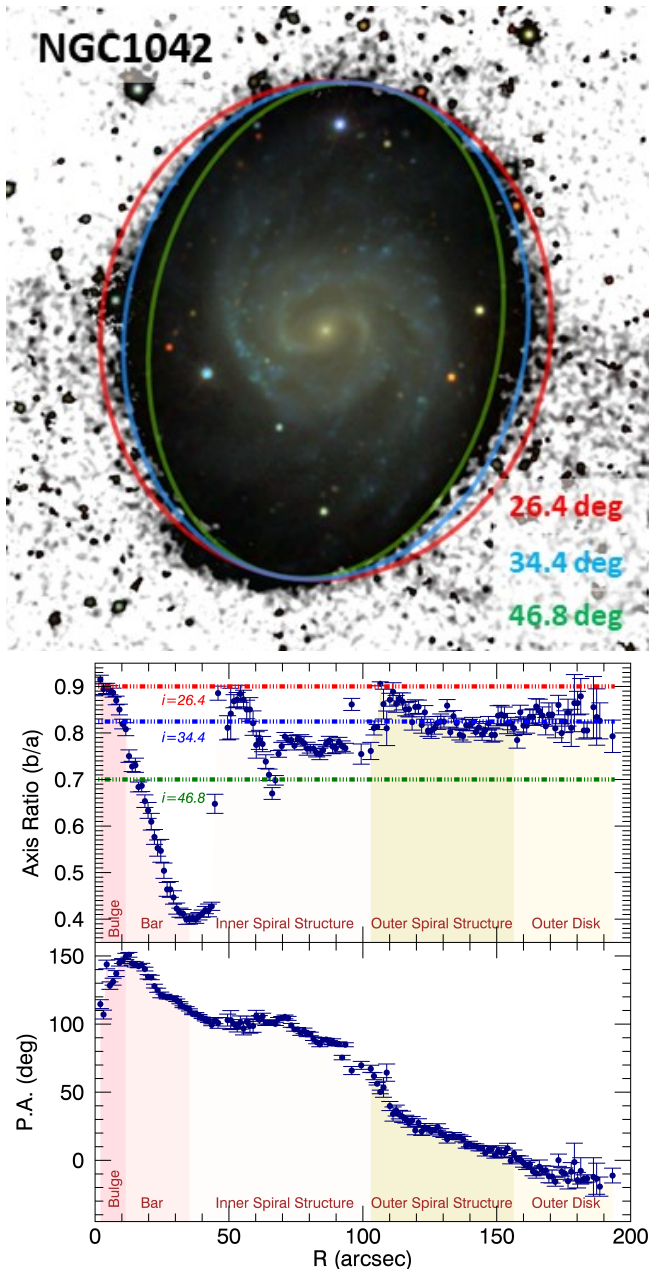 NGC1042
26.4 deg
34.4 deg
46.8 deg
0.9
i=26.4
0.8
i=34.4
0.7
i=46.8
0.6
0.5
0.4
Axis Ratio (b/a)
Bulge
Bar
Inner Spiral Structure
Outer Spiral Structure
Outer Disk
150
100
50
0
P.A. (deg)
Bulge
Bar
Inner Spiral Structure
Outer Spiral Structure
Outer Disk
0 50 100 150 200
R (arcsec)